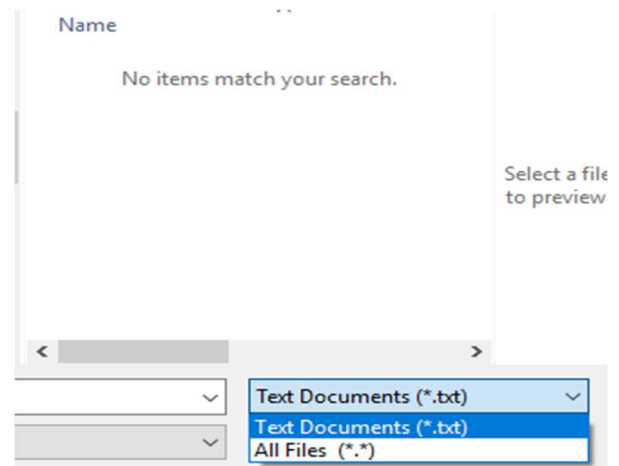 Name
No items match your search.
Select a file
to preview
Text Documents (*.txt)
Text Documents (*.txt)
All Files (*.*)